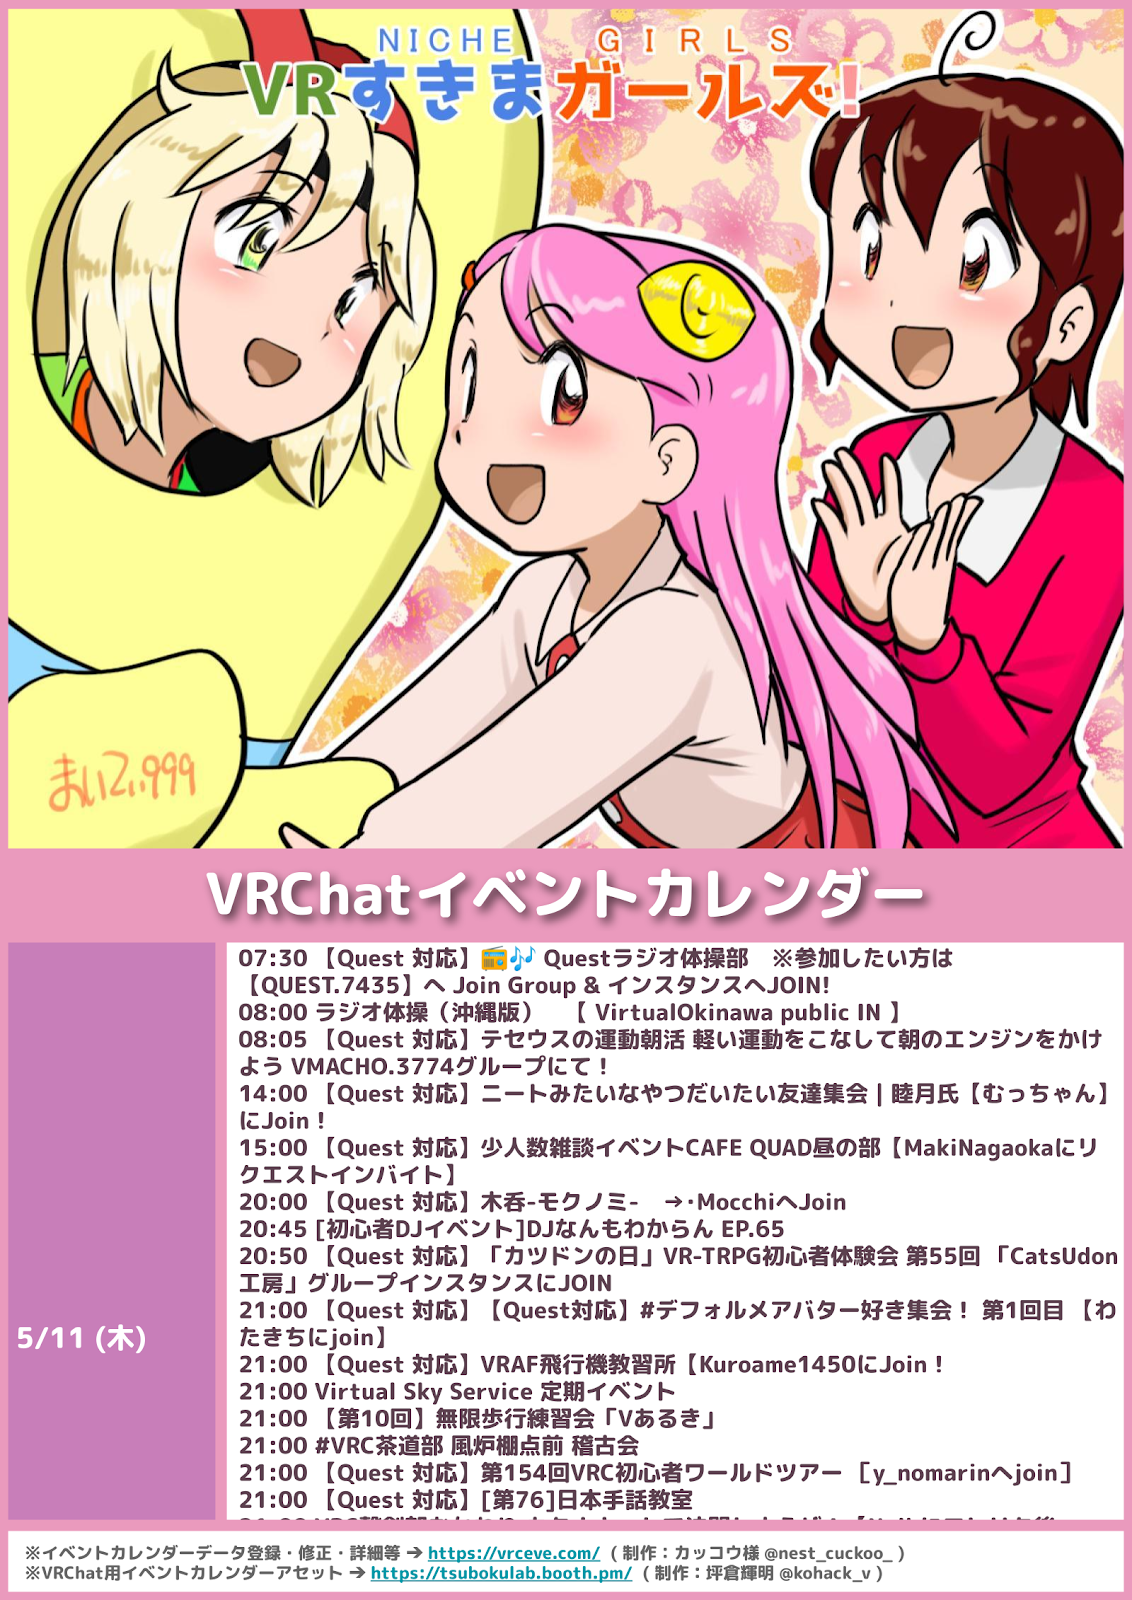 NICHE GIRLS
VRすきまガールズ!
まいてぃ999
VRChatイベントカレンダー
5/11 (木)
07:30 【Quest 対応】📻🎶 Questラジオ体操部　※参加したい方は
【QUEST.7435】へ Join Group & インスタンスへJOIN!
08:00 ラジオ体操（沖縄版）　【 VirtualOkinawa public IN 】
08:05 【Quest 対応】テセウスの運動朝活 軽い運動をこなして朝のエンジンをかけ
よう VMACHO.3774グループにて！
14:00 【Quest 対応】ニートみたいなやつだいたい友達集会 | 睦月氏【むっちゃん】
にJoin！
15:00 【Quest 対応】少人数雑談イベントCAFE QUAD昼の部【MakiNagaokaにリ
クエストインバイト】
20:00 【Quest 対応】木呑-モクノミ-　→･MocchiへJoin
20:45 [初心者DJイベント]DJなんもわからん EP.65
20:50 【Quest 対応】「カツドンの日」VR-TRPG初心者体験会 第55回 「CatsUdon
工房」グループインスタンスにJOIN
21:00 【Quest 対応】【Quest対応】#デフォルメアバター好き集会！ 第1回目 【わ
たきちにjoin】
21:00 【Quest 対応】VRAF飛行機教習所【Kuroame1450にJoin！
21:00 Virtual Sky Service 定期イベント
21:00 【第10回】無限歩行練習会「Vあるき」
21:00 #VRC茶道部 風炉棚点前 稽古会
21:00 【Quest 対応】第154回VRC初心者ワールドツアー ［y_nomarinへjoin］
21:00 【Quest 対応】[第76]日本手話教室
※イベントカレンダーデータ登録・修正・詳細等 ➔ https://vrceve.com/ ( 制作：カッコウ様 @nest_cuckoo_ )
※VRChat用イベントカレンダーアセット ➔ https://tsubokulab.booth.pm/ ( 制作：坪倉輝明 @kohack_v )